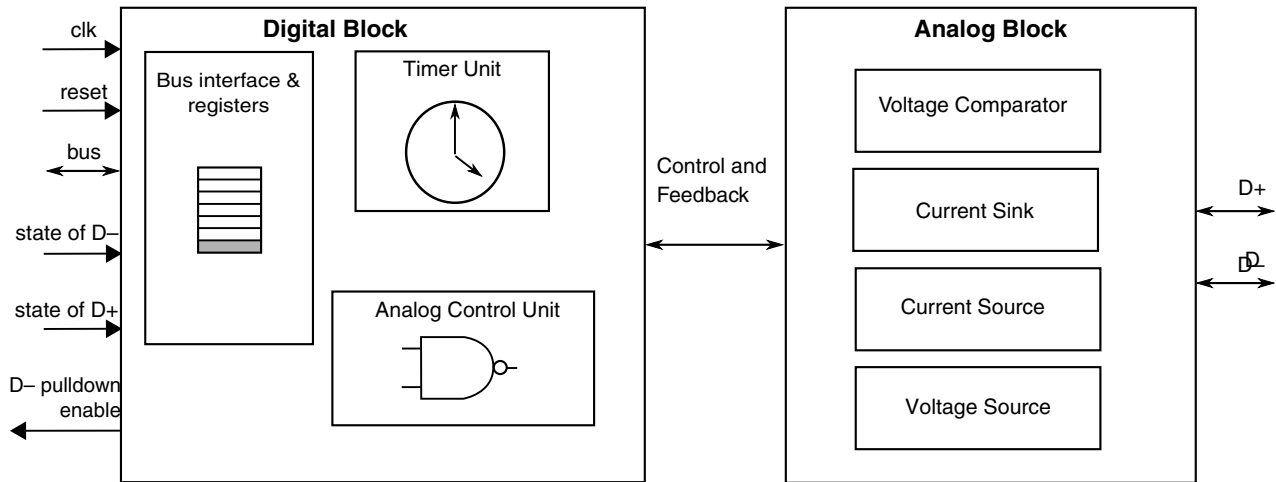 Digital Block
clk
reset
bus
state of D–
state of D+
D– pulldown
enable
Bus interface &
registers
Timer Unit
Analog Control Unit
Control and
Feedback
Analog Block
Voltage Comparator
Current Sink
Current Source
Voltage Source
D+
D–